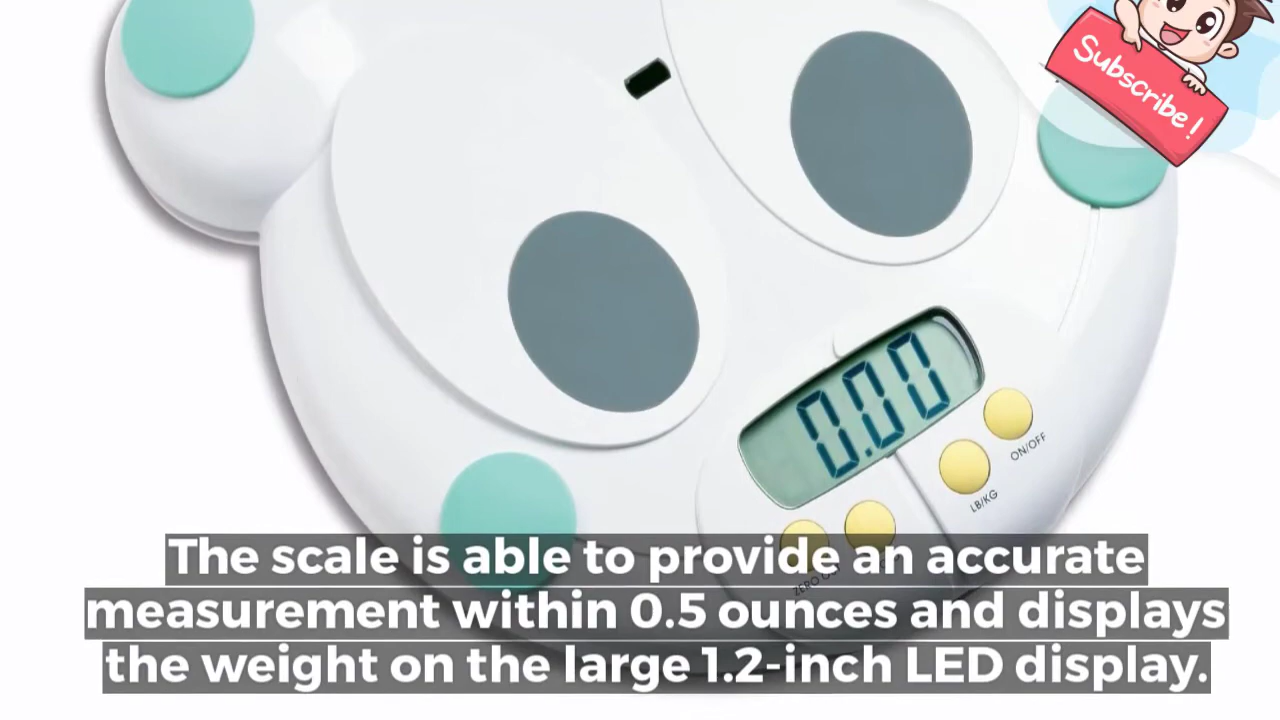 Subscribe!
0.00
ON/OFF
LB/KG
ZERO
The scale is able to provide an accurate
measurement within 0.5 ounces and displays
the weight on the large 1.2-inch LED display.